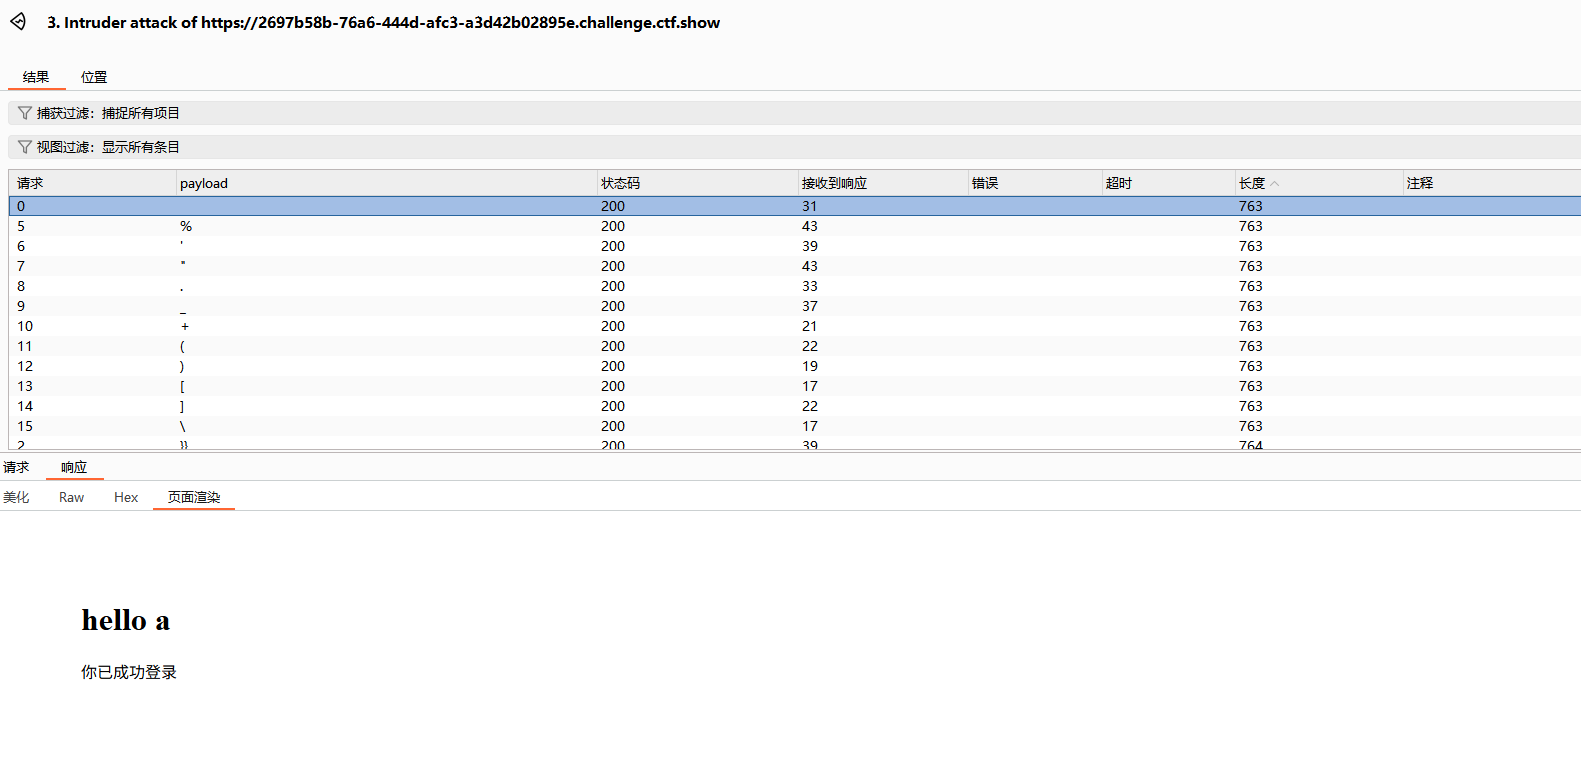 3. Intruder attack of https://2697b58b-76a6-444d-afc3-a3d42b02895e.challenge.ctf.show
结果 位置
捕获过滤：捕捉所有项目
视图过滤：显示所有条目
请求 payload 状态码 接收到响应 错误 超时 长度 注释
0 200 31 763
5 % 200 43 763
6 ' 200 39 763
7 " 200 43 763
8 . 200 33 763
9 _ 200 37 763
10 + 200 21 763
11 ( 200 22 763
12 ) 200 19 763
13 [ 200 17 763
14 ] 200 22 763
15 \ 200 17 763
2 }} 200 39 764
请求 响应
美化 Raw Hex 页面渲染
hello a
你已成功登录